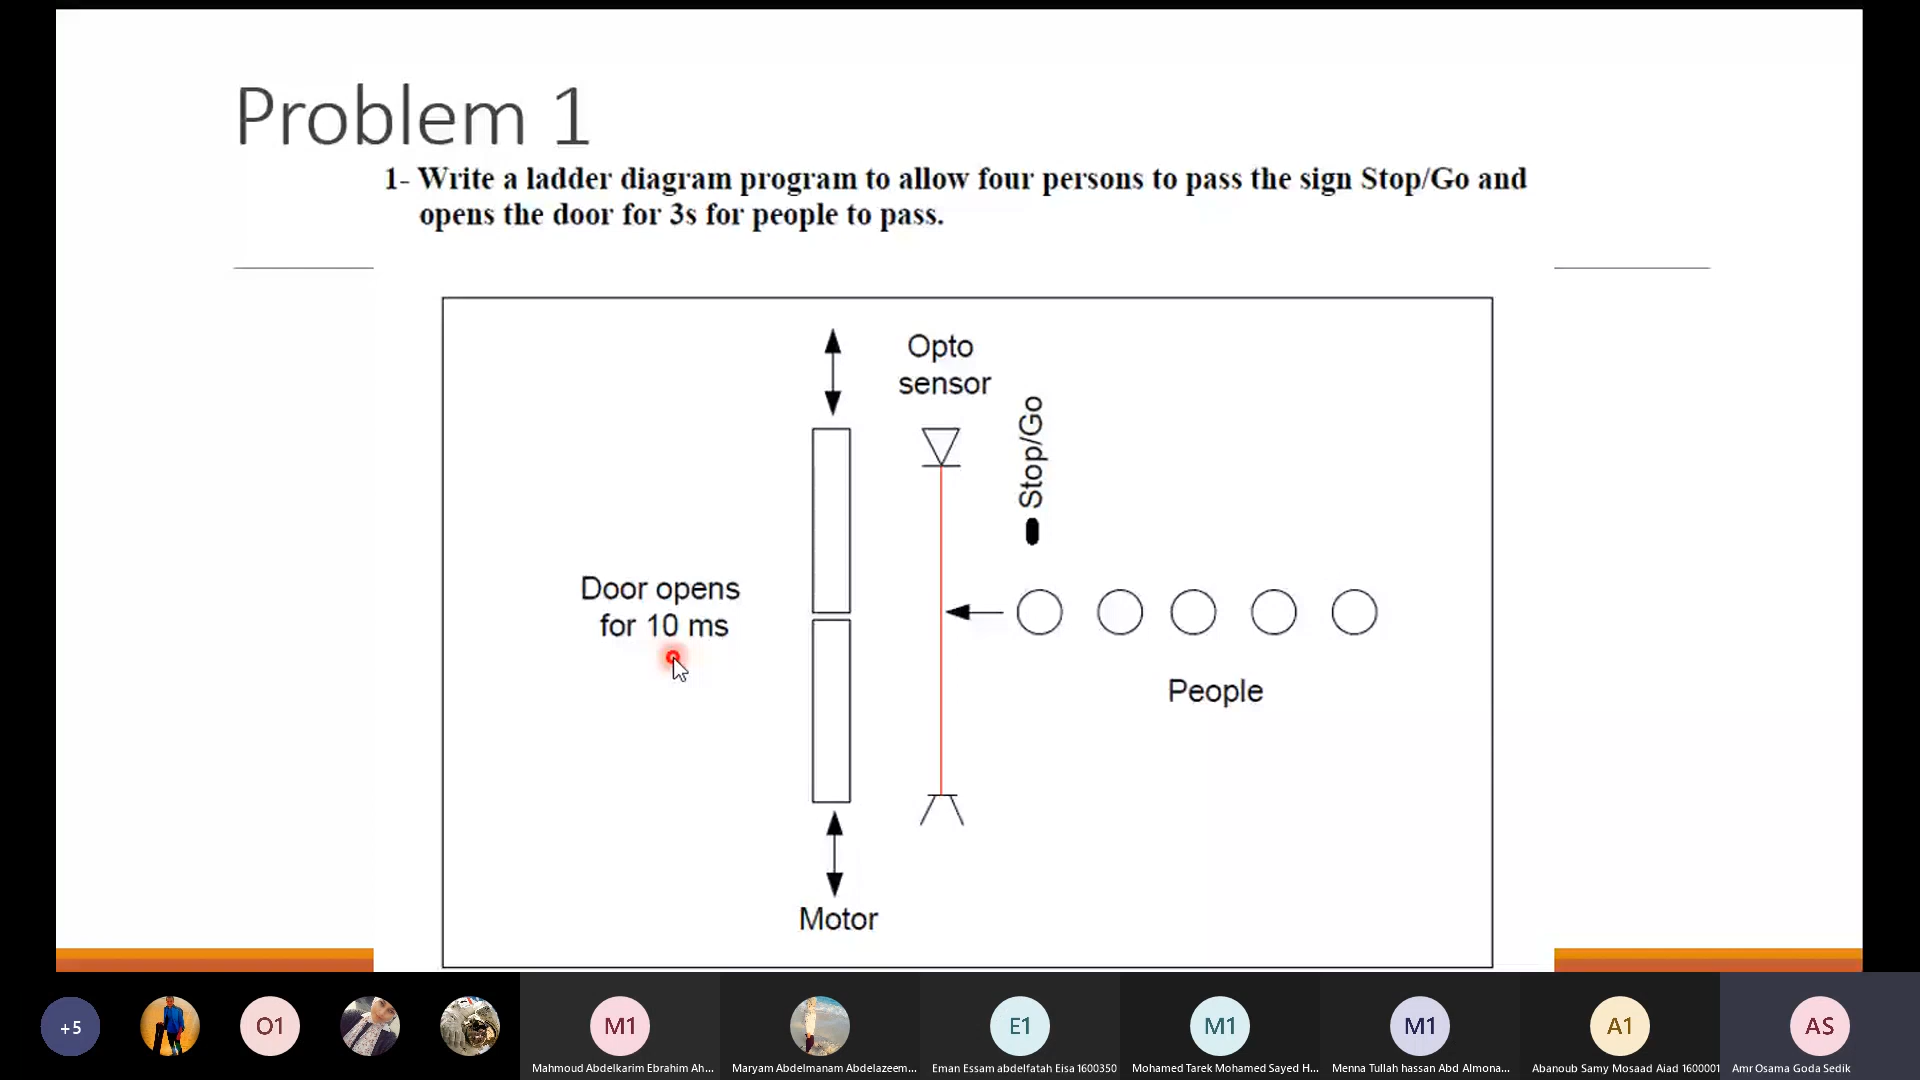 Problem 1
1- Write a ladder diagram program to allow four persons to pass the sign Stop/Go and
opens the door for 3s for people to pass.
Opto
sensor
Stop/Go
Door opens
for 10 ms
People
Motor
+5
O1
M1
E1
M1
M1
A1
AS
Mahmoud Abdelkarim Ebrahim Ah...
Maryam Abdelmanam Abdelazeem...
Eman Essam abdelfatah Eisa 1600350
Mohamed Tarek Mohamed Sayed H...
Menna Tullah hassan Abd Almona...
Abanoub Samy Mosaad Aiad 1600001
Amr Osama Goda Sedik